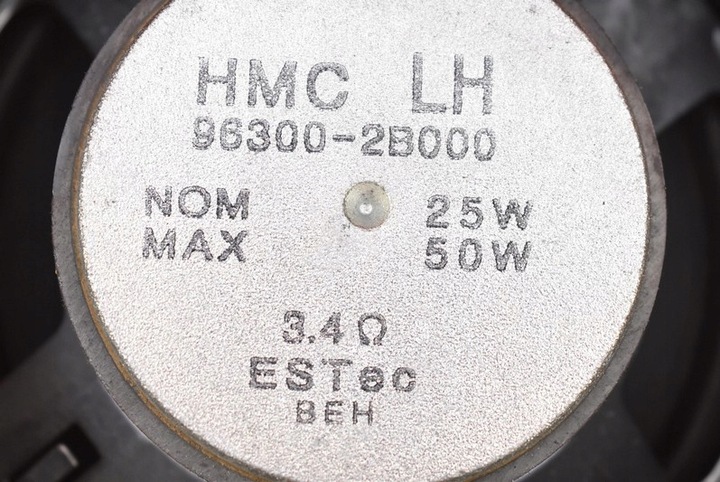 HMC LH
96300-2B000
NOM 25W
MAX 50W
3.4Ω
ESTec
BEH